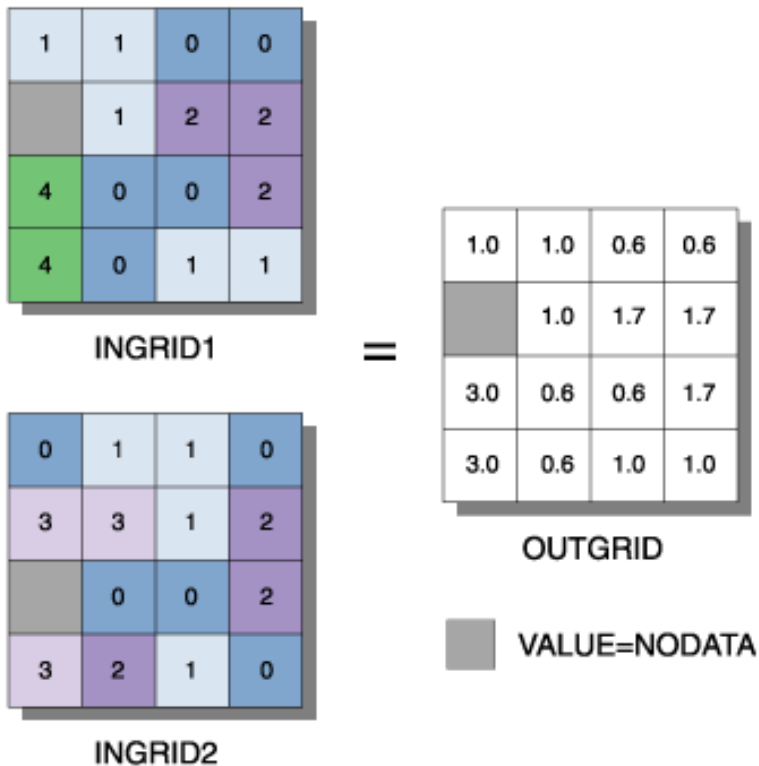 1 1 0 0
1 2 2
4 0 0 2
4 0 1 1
INGRID1
0 1 1 0
3 3 1 2
0 0 2
3 2 1 0
INGRID2
=
1.0 1.0 0.6 0.6
1.0 1.7 1.7
3.0 0.6 0.6 1.7
3.0 0.6 1.0 1.0
OUTGRID
VALUE=NODATA